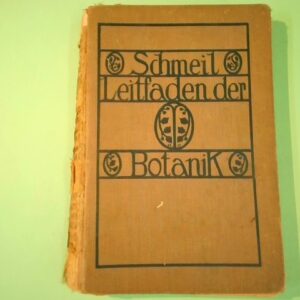 Schmeil
Leitfaden der
Botanik